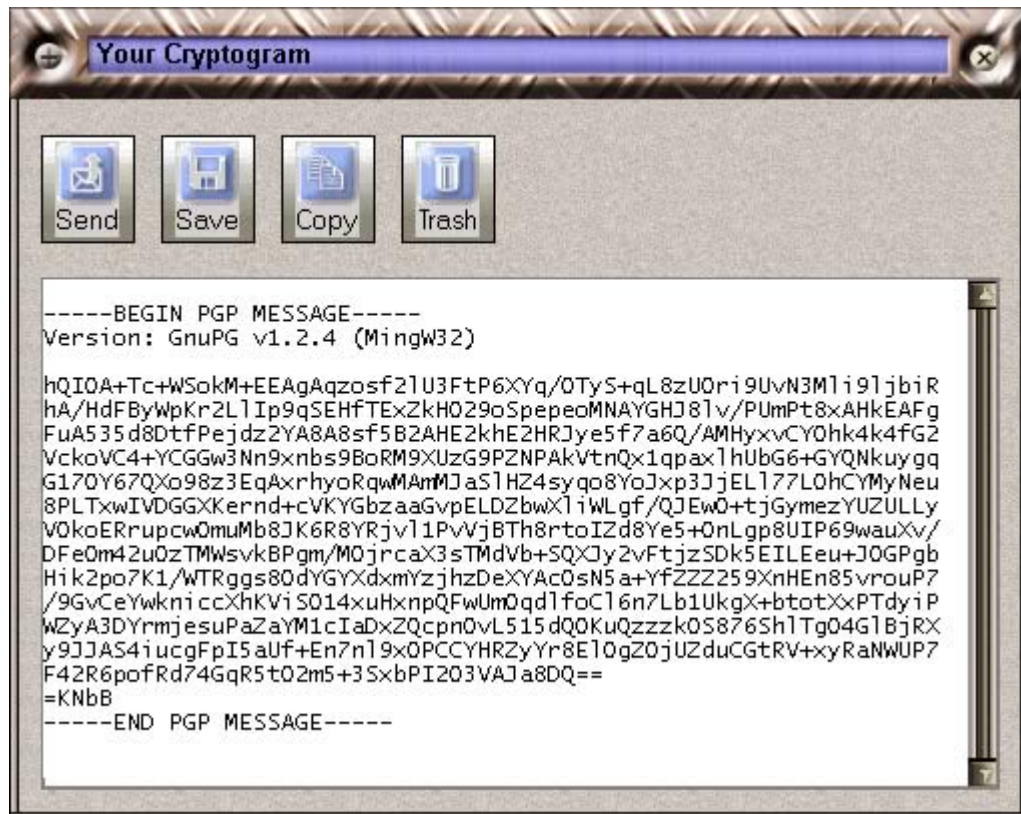 Your Cryptogram
Send Save Copy Trash
-----BEGIN PGP MESSAGE-----
Version: GnuPG v1.2.4 (MingW32)
hQIOA+Tc+WSokM+EEAgAqzosf2lU3FtP6XYq/OTyS+qL8zUOri9UvN3Mli9ljbiR
hA/HdFByWpKr2LlIp9qSEHfTExZkHO29oSpepeoMNAYGHJ8lv/PUmPt8xAHkEAFg
FuA535d8DtfPejdz2YA8A8sf5B2AHE2khE2HRJye5f7a6Q/AMHyxvCYOhk4k4fG2
VckoVC4+YCGGw3Nn9xnbs9BoRM9XUzG9PZNPAkVtnQx1qpaxlhUbG6+GYQNkuygq
G17OY67QXo98z3EqAxrhyoRqwMAmMJaSlHZ4syqo8YoJxp3JjELl77LOhCYMyNeu
8PLTxwIVDGGXKernd+cVKYGbzaaGvpELDZbwXliWLgf/QJEwO+tjGymezYUZULLy
VOkoERrupcwOmuMb8JK6R8YRjvl1PvVjBTh8rtoIZd8Ye5+OnLgp8UIP69wauXv/
DFeOm42uOzTMWsvkBPgm/MOjrcaX3sTMdVb+SQXJy2vFtjzSDk5EILEeu+JOGPgb
Hik2po7K1/WTRggs8OdYGYXdxmYzjhzDeXYAcOsN5a+YfZZZ259XnHEn85vrouP7
/9GvCeYwkniccXhKViSO14xuHxnpQFwUmOqdlfoCl6n7Lb1UkgX+btotXxPTdyiP
WZyA3DYrmjesuPaZaYM1cIaDxZQcpnOvL515dQOKuQzzzkOS876ShlTgO4GlBjRX
y9JJAS4iucgFpI5aUf+En7nl9xOPCCYHRZyYr8ElOgZOjUZduCGtRV+xyRaNWUP7
F42R6pofRd74GqR5tO2m5+3SxbPI2O3VAJa8DQ==
=KNbB
-----END PGP MESSAGE-----